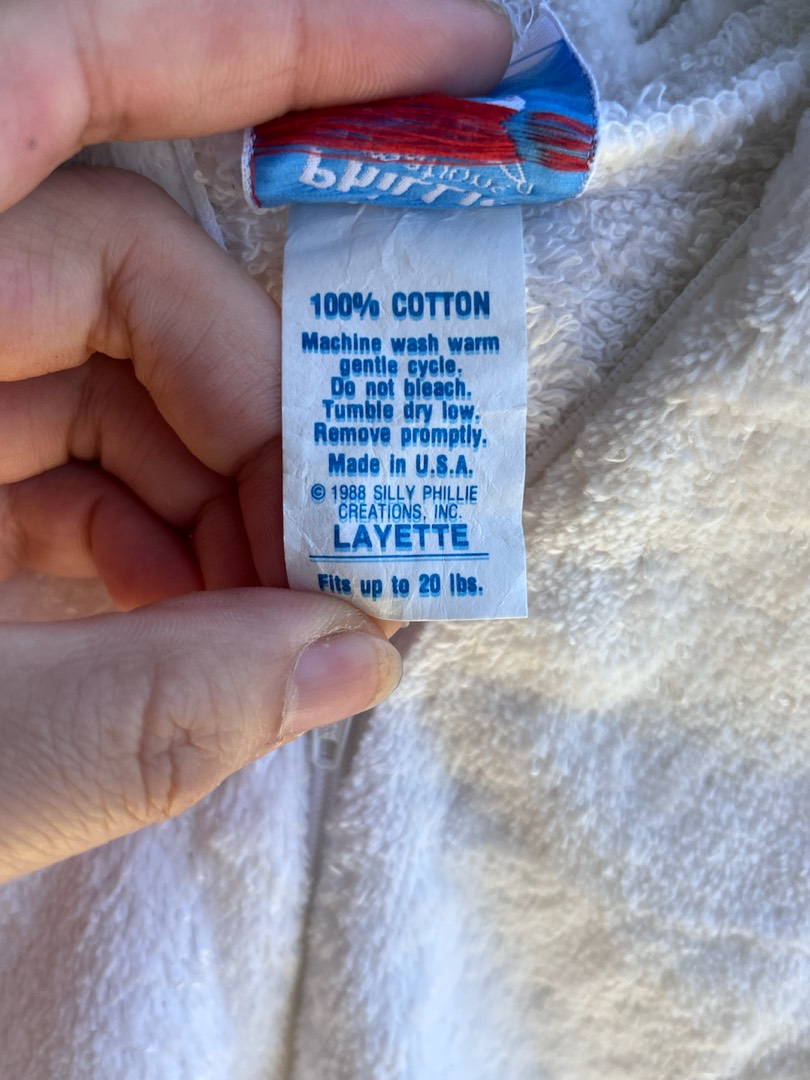 100% COTTON
Machine wash warm
gentle cycle.
Do not bleach.
Tumble dry low.
Remove promptly.
Made in U.S.A.
© 1988 SILLY PHILLIE
CREATIONS, INC.
LAYETTE
Fits up to 20 lbs.